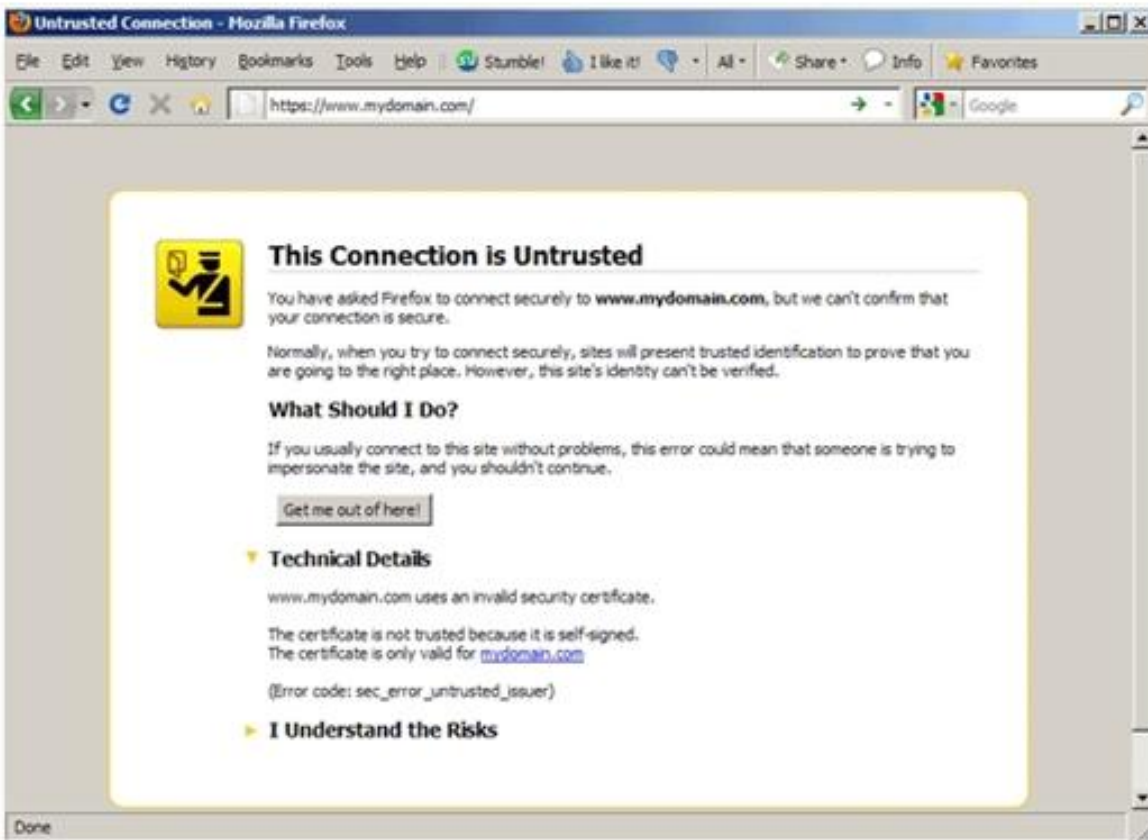 Untrusted Connection - Mozilla Firefox
File Edit View History Bookmarks Tools Help Stumble! I like it! All Share Info Favorites
https://www.mydomain.com/ Google
This Connection is Untrusted
You have asked Firefox to connect securely to www.mydomain.com, but we can't confirm that
your connection is secure.
Normally, when you try to connect securely, sites will present trusted identification to prove that you
are going to the right place. However, this site's identity can't be verified.
What Should I Do?
If you usually connect to this site without problems, this error could mean that someone is trying to
impersonate the site, and you shouldn't continue.
Get me out of here!
Technical Details
www.mydomain.com uses an invalid security certificate.
The certificate is not trusted because it is self-signed.
The certificate is only valid for mydomain.com
(Error code: sec_error_untrusted_issuer)
I Understand the Risks
Done